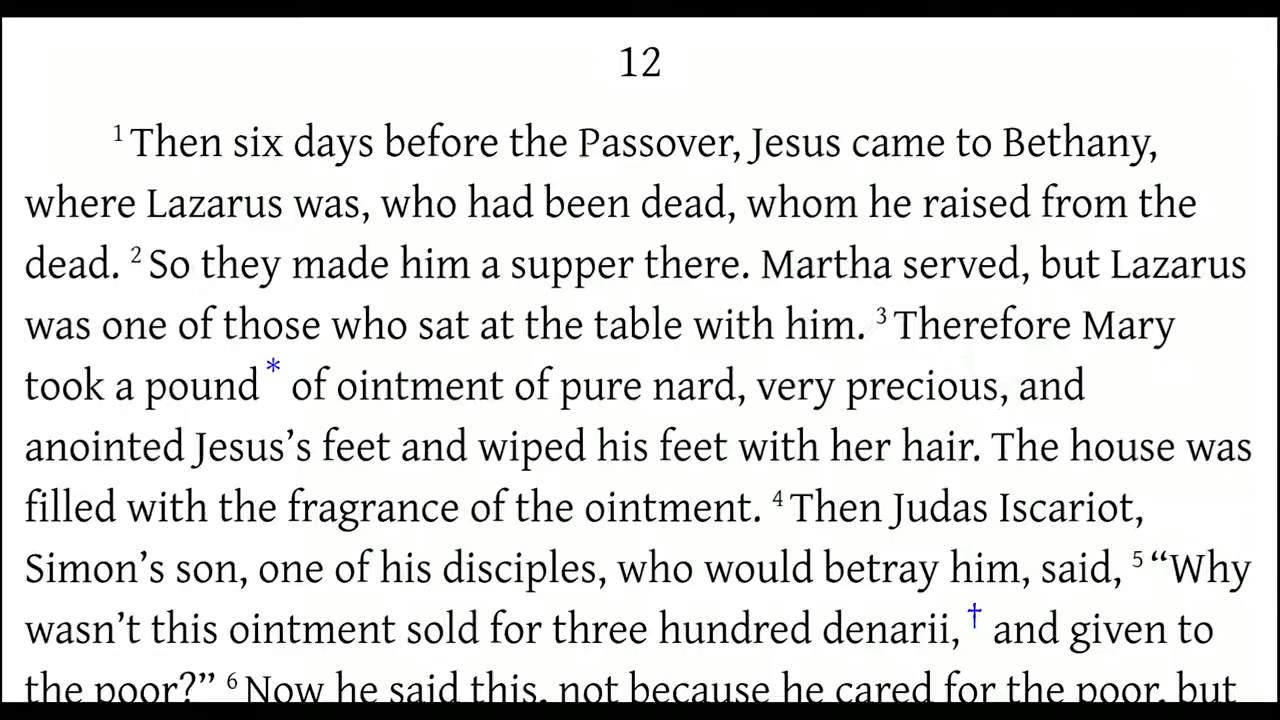 12
1 Then six days before the Passover, Jesus came to Bethany,
where Lazarus was, who had been dead, whom he raised from the
dead. 2 So they made him a supper there. Martha served, but Lazarus
was one of those who sat at the table with him. 3 Therefore Mary
took a pound* of ointment of pure nard, very precious, and
anointed Jesus’s feet and wiped his feet with her hair. The house was
filled with the fragrance of the ointment. 4 Then Judas Iscariot,
Simon’s son, one of his disciples, who would betray him, said, 5 “Why
wasn’t this ointment sold for three hundred denarii,† and given to
the poor?” 6 Now he said this, not because he cared for the poor, but